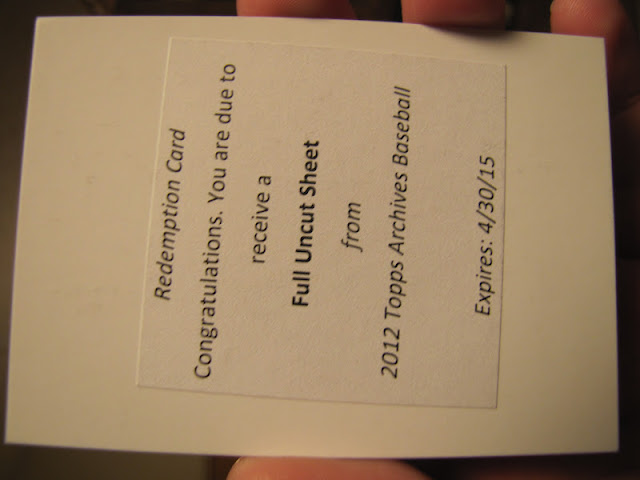 Redemption Card
Congratulations. You are due to
receive a
Full Uncut Sheet
from
2012 Topps Archives Baseball
Expires: 4/30/15